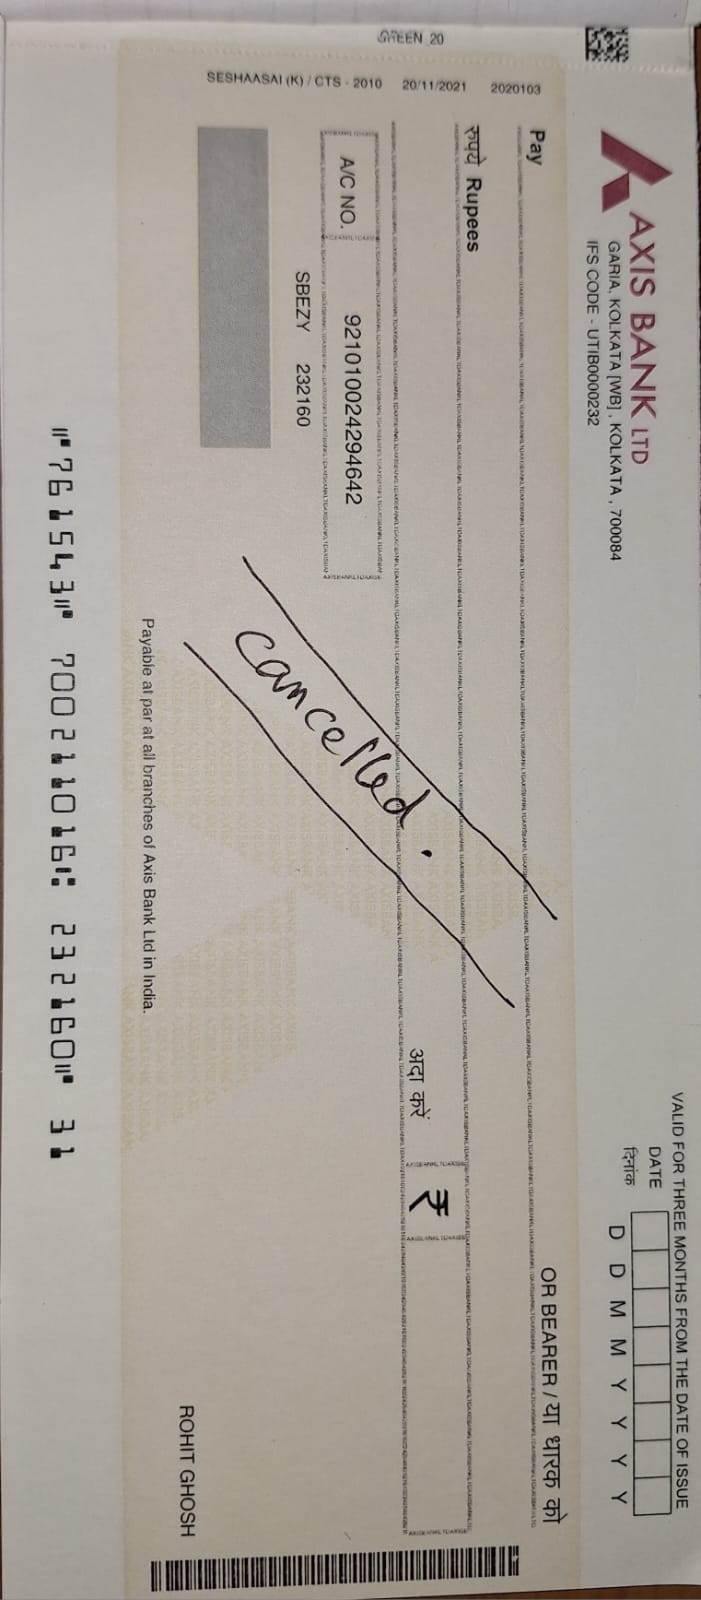 GREEN_20
SESHAASAI (K) / CTS - 2010 20/11/2021 2020103
AXIS BANK LTD
GARIA, KOLKATA [WB], KOLKATA , 700084
IFS CODE - UTIB0000232
VALID FOR THREE MONTHS FROM THE DATE OF ISSUE
DATE
दिनांक
D D M M Y Y Y Y
Pay
OR BEARER / या धारक को
रुपये Rupees
अदा करें ₹
A/C NO. 921010024294642
SBEZY 232160
cancelled.
ROHIT GHOSH
Payable at par at all branches of Axis Bank Ltd in India.
⑈761543⑈ 700211016⑆ 232160⑈ 31